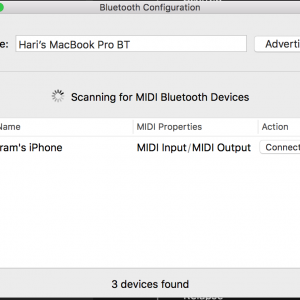 Bluetooth Configuration
e: Hari's MacBook Pro BT Adverti
Scanning for MIDI Bluetooth Devices
Name MIDI Properties Action
ram's iPhone MIDI Input/MIDI Output Connect
3 devices found